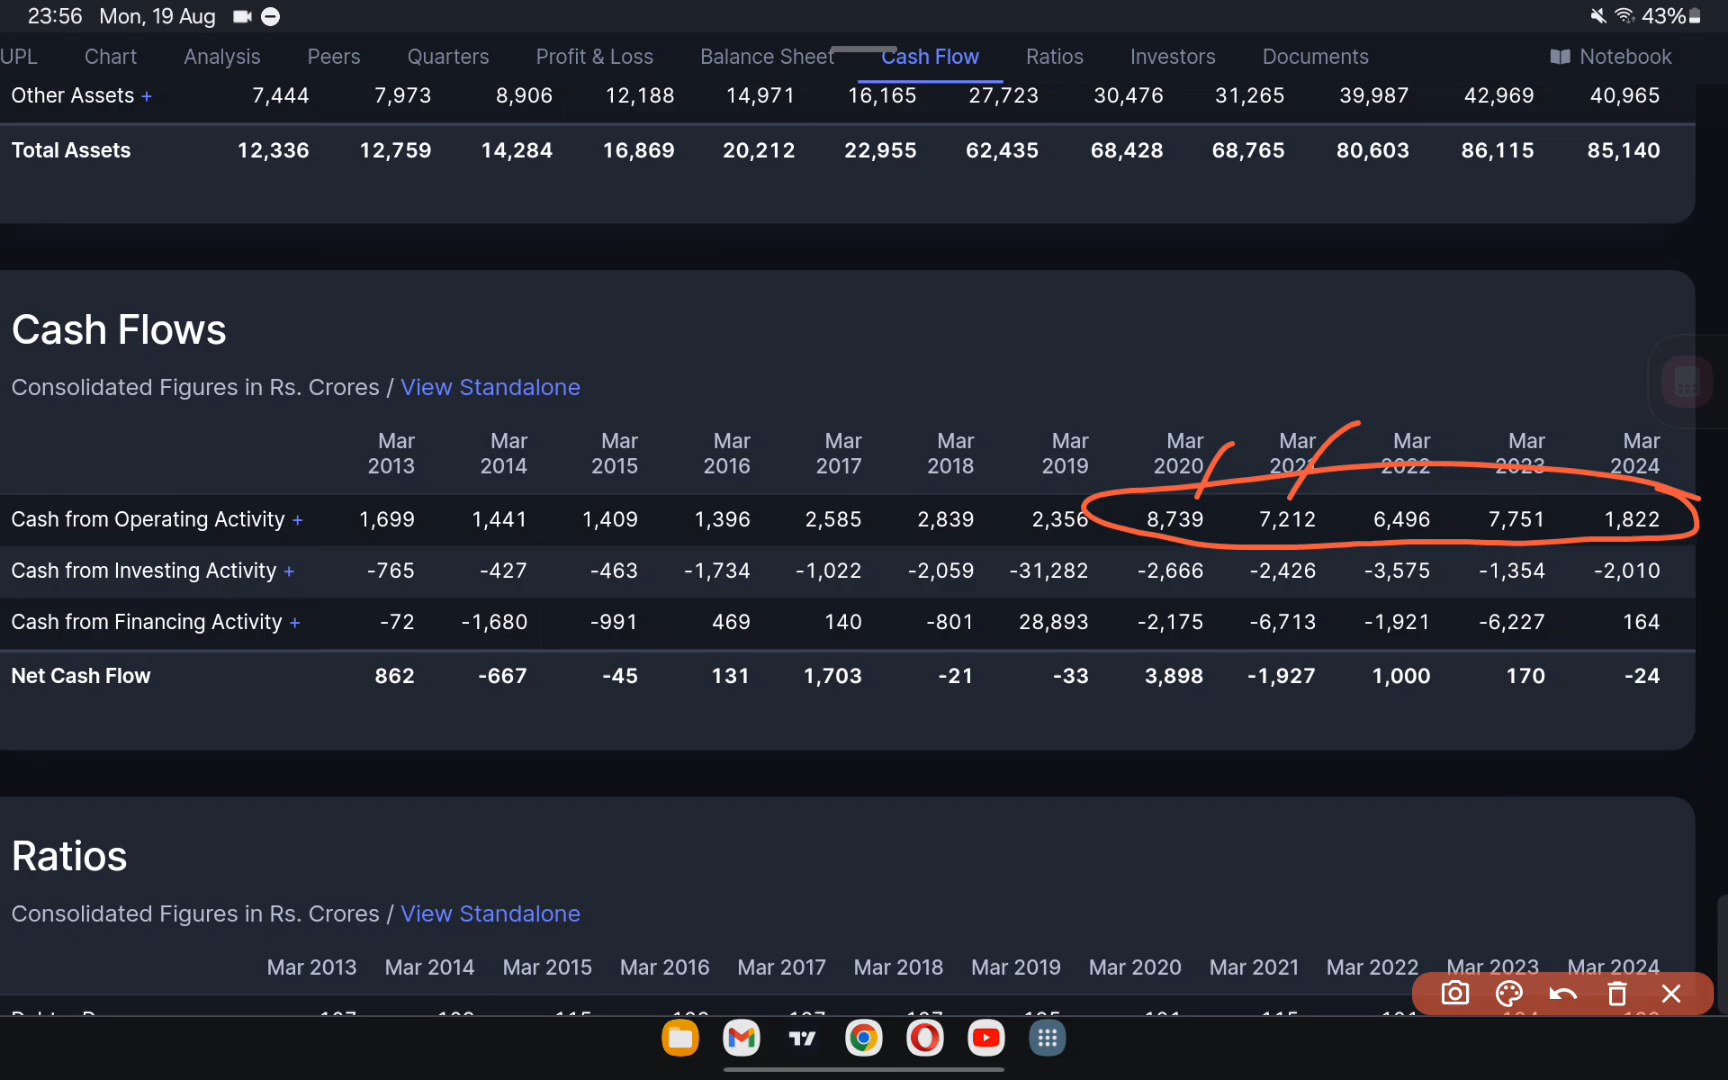 23:56 Mon, 19 Aug 43%
UPL Chart Analysis Peers Quarters Profit & Loss Balance Sheet Cash Flow Ratios Investors Documents Notebook
Other Assets + 7,444 7,973 8,906 12,188 14,971 16,165 27,723 30,476 31,265 39,987 42,969 40,965
Total Assets 12,336 12,759 14,284 16,869 20,212 22,955 62,435 68,428 68,765 80,603 86,115 85,140
Cash Flows
Consolidated Figures in Rs. Crores / View Standalone
Mar Mar Mar Mar Mar Mar Mar Mar Mar Mar Mar Mar
2013 2014 2015 2016 2017 2018 2019 2020 2021 2022 2023 2024
Cash from Operating Activity + 1,699 1,441 1,409 1,396 2,585 2,839 2,356 8,739 7,212 6,496 7,751 1,822
Cash from Investing Activity + -765 -427 -463 -1,734 -1,022 -2,059 -31,282 -2,666 -2,426 -3,575 -1,354 -2,010
Cash from Financing Activity + -72 -1,680 -991 469 140 -801 28,893 -2,175 -6,713 -1,921 -6,227 164
Net Cash Flow 862 -667 -45 131 1,703 -21 -33 3,898 -1,927 1,000 170 -24
Ratios
Consolidated Figures in Rs. Crores / View Standalone
Mar 2013 Mar 2014 Mar 2015 Mar 2016 Mar 2017 Mar 2018 Mar 2019 Mar 2020 Mar 2021 Mar 2022 Mar 2023 Mar 2024